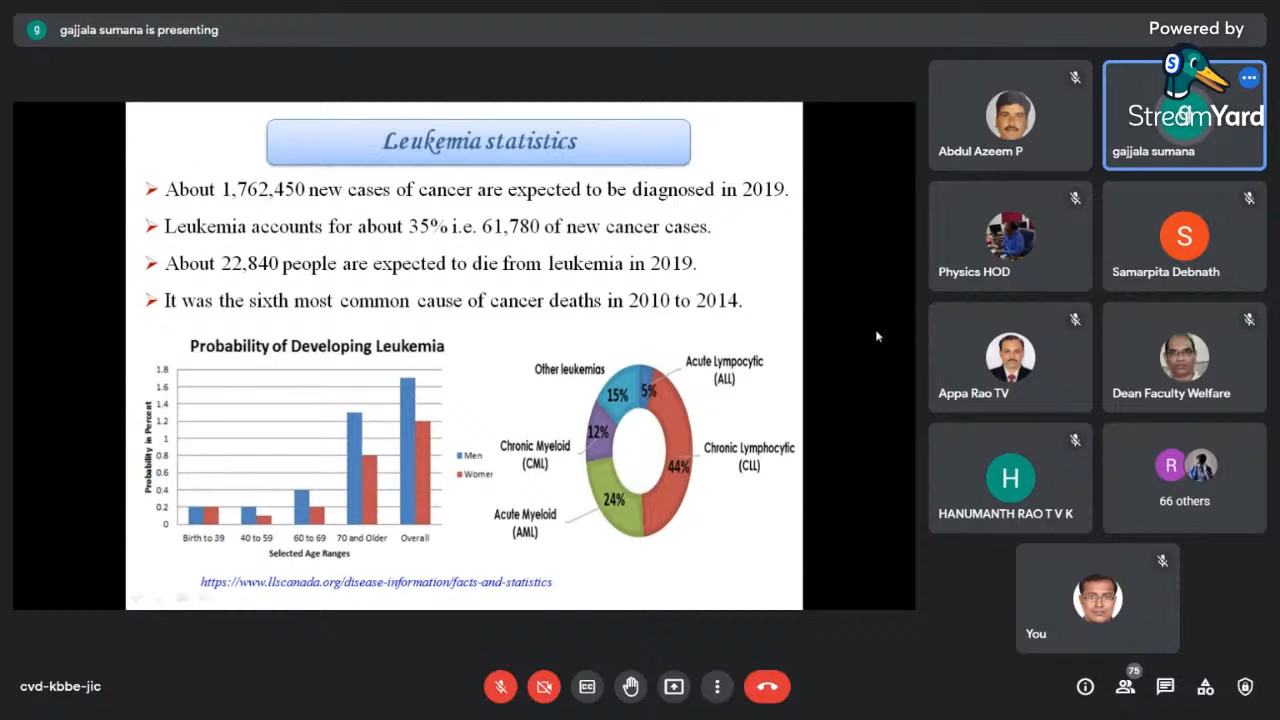 g
gajjala sumana is presenting
Powered by
StreamYard
S
Leukemia statistics
About 1,762,450 new cases of cancer are expected to be diagnosed in 2019.
Leukemia accounts for about 35% i.e. 61,780 of new cancer cases.
About 22,840 people are expected to die from leukemia in 2019.
It was the sixth most common cause of cancer deaths in 2010 to 2014.
Probability of Developing Leukemia
Probability in Percent
1.8
1.6
1.4
1.2
1
0.8
0.6
0.4
0.2
0
Birth to 39
40 to 59
60 to 69
70 and Older
Overall
Selected Age Ranges
Men
Women
Other leukemias
15%
5%
Acute Lympocytic
(ALL)
12%
Chronic Myeloid
(CML)
44%
Chronic Lymphocytic
(CLL)
24%
Acute Myeloid
(AML)
https://www.llscanada.org/disease-information/facts-and-statistics
Abdul Azeem P
g
gajjala sumana
Physics HOD
S
Samarpita Debnath
Appa Rao TV
Dean Faculty Welfare
H
HANUMANTH RAO T V K
R
66 others
You
cvd-kbbe-jic
75